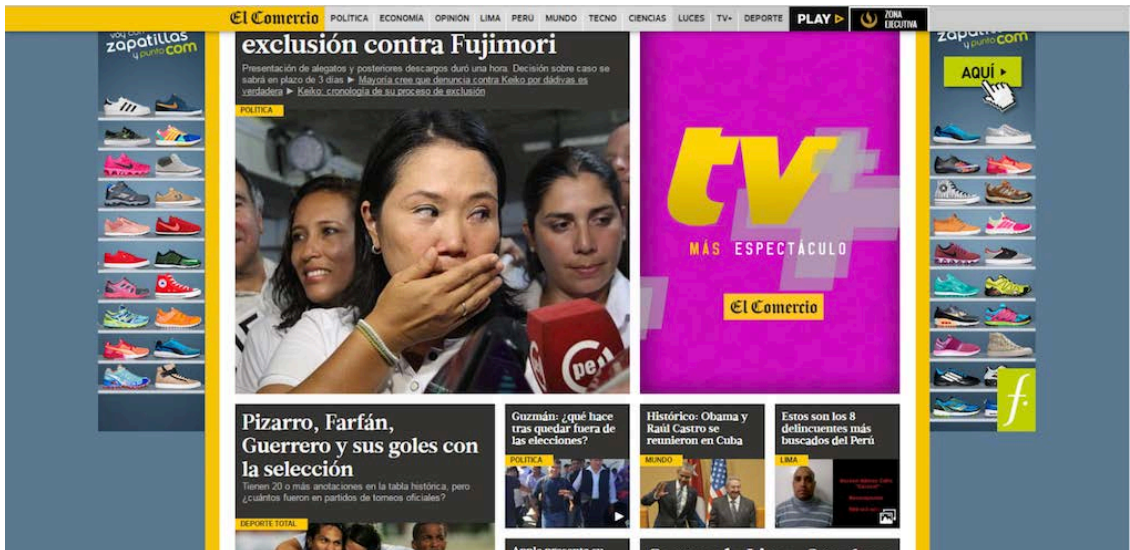 El Comercio POLÍTICA ECONOMÍA OPINIÓN LIMA PERÚ MUNDO TECNO CIENCIAS LUCES TV+ DEPORTE PLAY ZONA EJECUTIVA
zapatillas
y punto com
exclusión contra Fujimori
Presentación de alegatos y posteriores descargos duró una hora. Decisión sobre caso se
sabrá en plazo de 3 días ► Mayoría cree que denuncia contra Keiko por dádivas es
verdadera ► Keiko: cronología de su proceso de exclusión
POLÍTICA
perú
tv+
MÁS ESPECTÁCULO
El Comercio
zapatillas
y punto com
AQUÍ
f.
Pizarro, Farfán,
Guerrero y sus goles con
la selección
Tienen 20 o más anotaciones en la tabla histórica, pero
¿cuántos fueron en partidos de torneos oficiales?
DEPORTE TOTAL
Guzmán: ¿qué hace
tras quedar fuera de
las elecciones?
POLÍTICA
Histórico: Obama y
Raúl Castro se
reunieron en Cuba
MUNDO
Estos son los 8
delincuentes más
buscados del Perú
LIMA